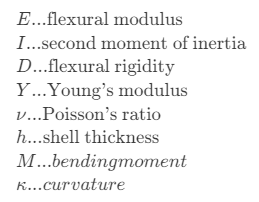 E...flexural modulus
I...second moment of inertia
D...flexural rigidity
Y...Young's modulus
ν...Poisson's ratio
h...shell thickness
M...bendingmoment
κ...curvature